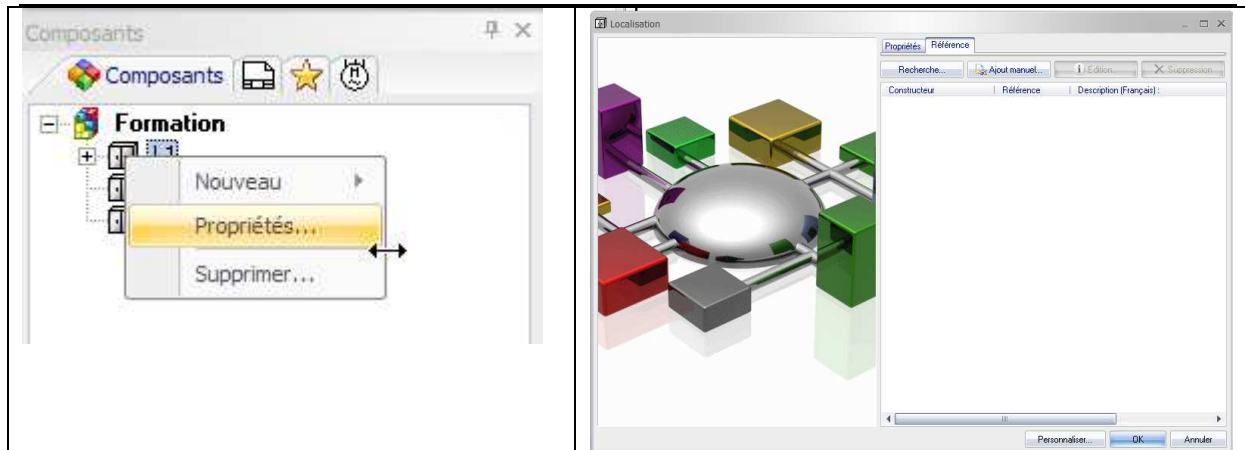 Composants
Composants
Formation
L1
Nouveau
Propriétés...
Supprimer...
Localisation
Propriétés Référence
Recherche... Ajout manuel... Edition... Suppression
Constructeur Référence Description (Français) :
Personnaliser... OK Annuler